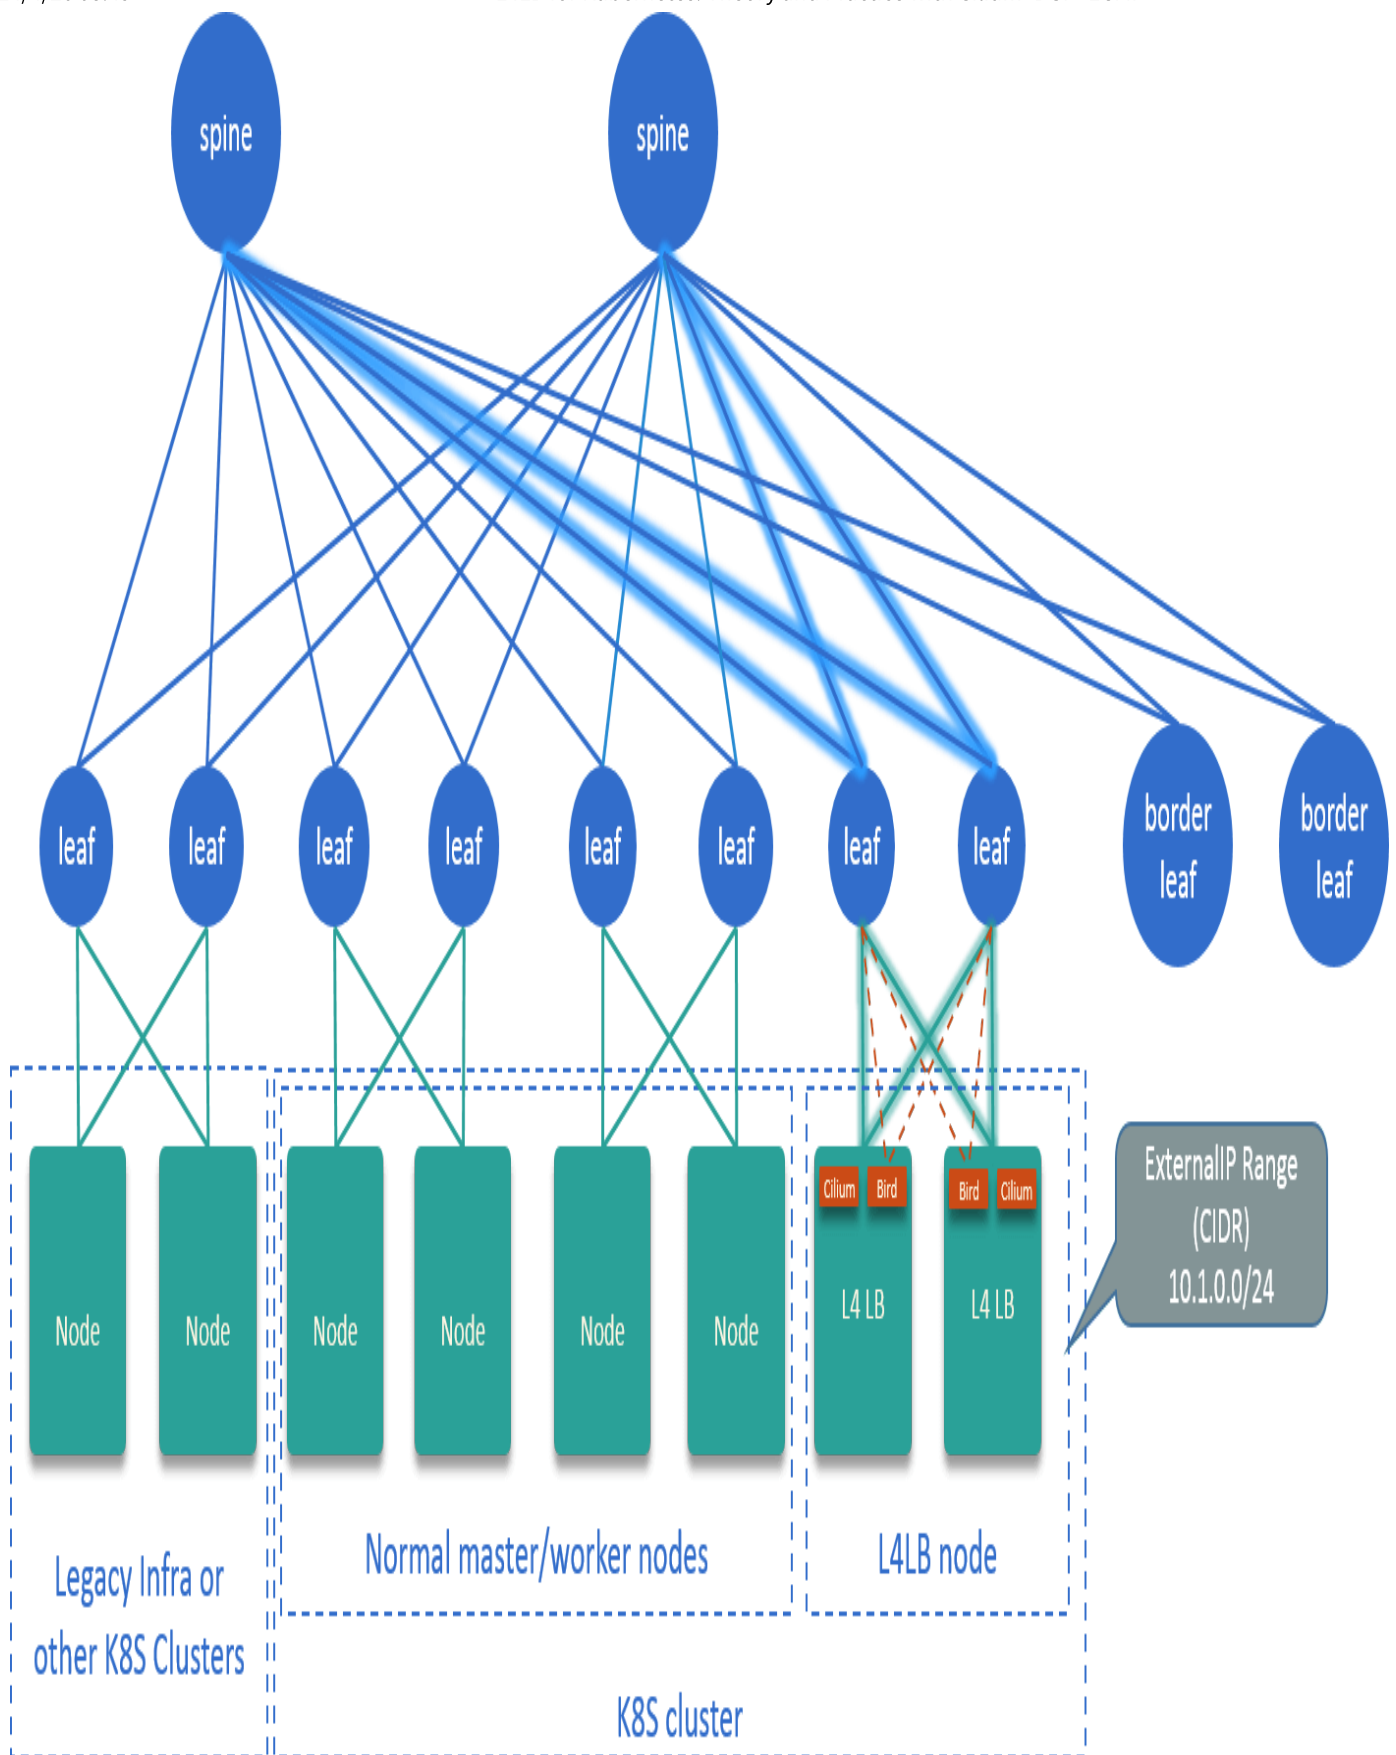 spine
spine
leaf
leaf
leaf
leaf
leaf
leaf
leaf
leaf
border
leaf
border
leaf
Cilium
Bird
Bird
Cilium
ExternalIP Range
(CIDR)
10.1.0.0/24
Node
Node
Node
Node
Node
Node
L4 LB
L4 LB
Legacy Infra or
other K8S Clusters
Normal master/worker nodes
L4LB node
K8S cluster